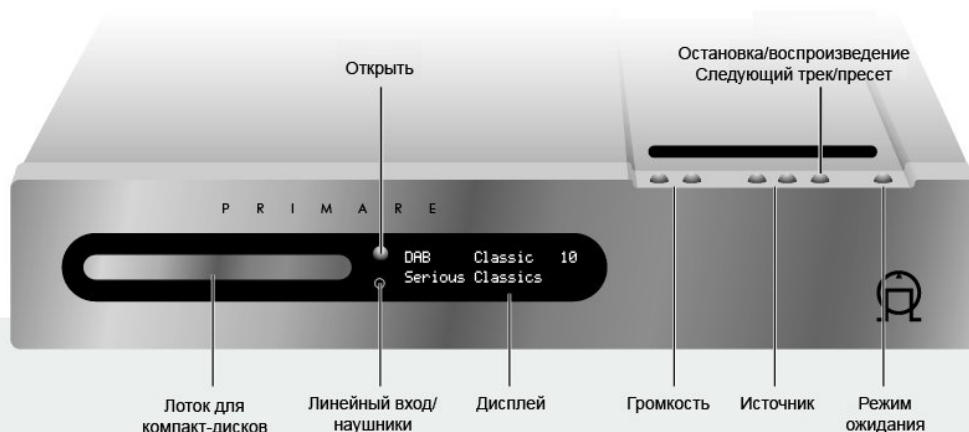 Остановка/воспроизведение
Следующий трек/пресет
Открыть
PRIMARE
DAB Classic 10
Serious Classics
Лоток для
компакт-дисков
Линейный вход/
наушники
Дисплей
Громкость
Источник
Режим
ожидания